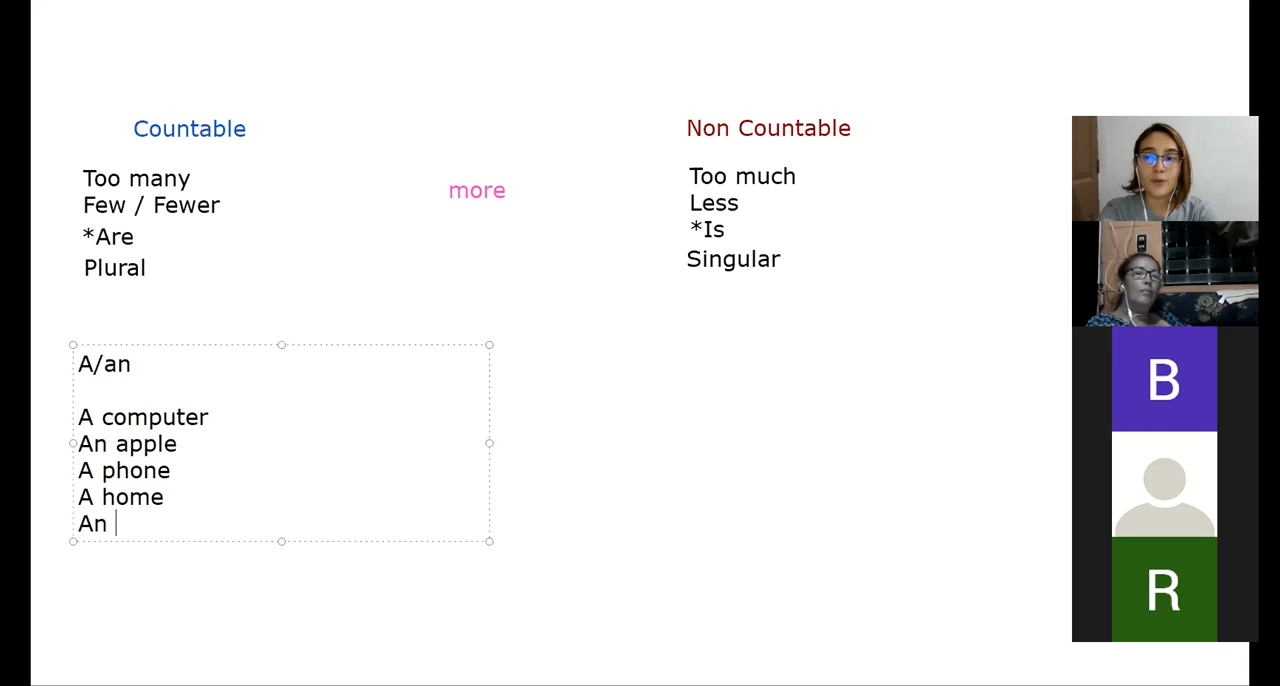 Countable
Too many
Few / Fewer
*Are
Plural
more
Non Countable
Too much
Less
*Is
Singular
A/an
A computer
An apple
A phone
A home
An
B
R